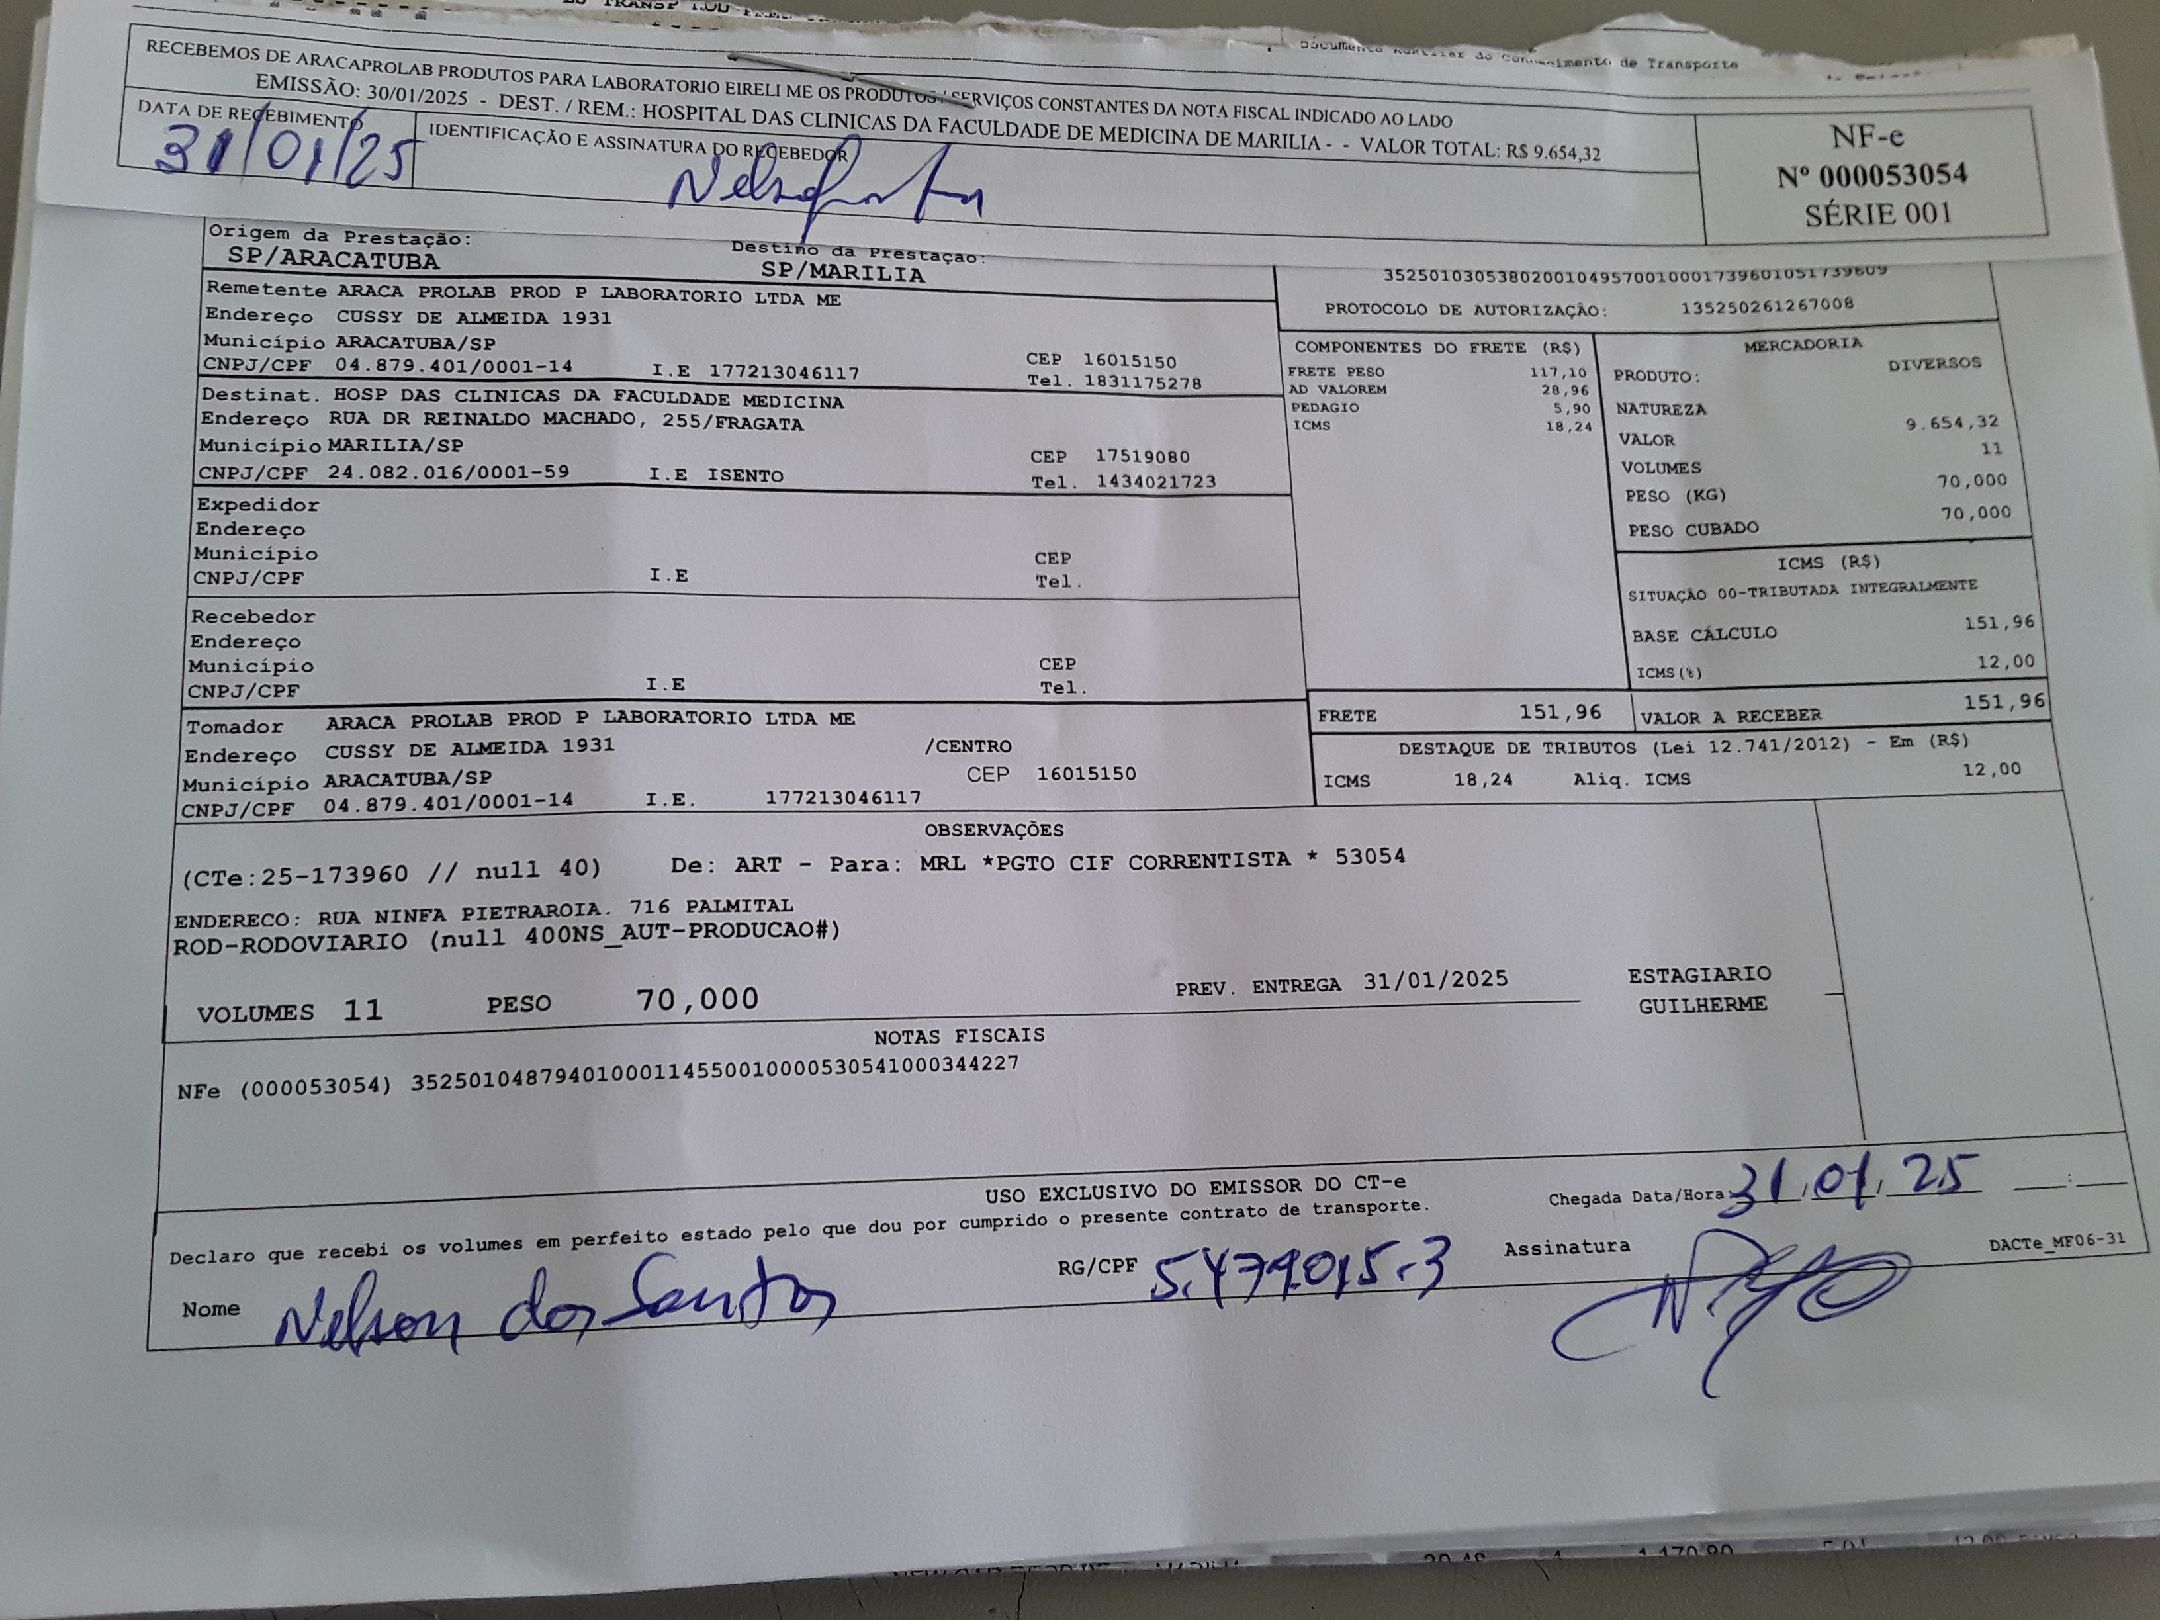 Conhecimento de Transporte
RECEBEMOS DE ARACAPROLAB PRODUTOS PARA LABORATORIO EIRELI ME OS PRODUTOS / SERVIÇOS CONSTANTES DA NOTA FISCAL INDICADO AO LADO
EMISSÃO: 30/01/2025 - DEST. / REM.: HOSPITAL DAS CLINICAS DA FACULDADE DE MEDICINA DE MARILIA - - VALOR TOTAL: R$ 9.654,32
DATA DE RECEBIMENTO
31/01/25
IDENTIFICAÇÃO E ASSINATURA DO RECEBEDOR
NF-e
Nº 000053054
SÉRIE 001
Origem da Prestação:
SP/ARACATUBA
Destino da Prestação:
SP/MARILIA
35250103053802001049570010001739601051739609
PROTOCOLO DE AUTORIZAÇÃO: 135250261267008
Remetente ARACA PROLAB PROD P LABORATORIO LTDA ME
Endereço CUSSY DE ALMEIDA 1931
Município ARACATUBA/SP CEP 16015150
CNPJ/CPF 04.879.401/0001-14 I.E 177213046117 Tel. 1831175278
Destinat. HOSP DAS CLINICAS DA FACULDADE MEDICINA
Endereço RUA DR REINALDO MACHADO, 255/FRAGATA
Município MARILIA/SP CEP 17519080
CNPJ/CPF 24.082.016/0001-59 I.E ISENTO Tel. 1434021723
Expedidor
Endereço
Município CEP
CNPJ/CPF I.E Tel.
Recebedor
Endereço
Município CEP
CNPJ/CPF I.E Tel.
Tomador ARACA PROLAB PROD P LABORATORIO LTDA ME
Endereço CUSSY DE ALMEIDA 1931 /CENTRO
Município ARACATUBA/SP CEP 16015150
CNPJ/CPF 04.879.401/0001-14 I.E. 177213046117
COMPONENTES DO FRETE (R$)
FRETE PESO 117,10
AD VALOREM 28,96
PEDAGIO 5,90
ICMS 18,24
MERCADORIA
PRODUTO: DIVERSOS
NATUREZA
VALOR 9.654,32
VOLUMES 11
PESO (KG) 70,000
PESO CUBADO 70,000
ICMS (R$)
SITUAÇÃO 00-TRIBUTADA INTEGRALMENTE
BASE CÁLCULO 151,96
ICMS(%) 12,00
FRETE 151,96 VALOR A RECEBER 151,96
DESTAQUE DE TRIBUTOS (Lei 12.741/2012) - Em (R$)
ICMS 18,24 Aliq. ICMS 12,00
OBSERVAÇÕES
(CTe:25-173960 // null 40) De: ART - Para: MRL *PGTO CIF CORRENTISTA * 53054
ENDERECO: RUA NINFA PIETRAROIA. 716 PALMITAL
ROD-RODOVIARIO (null 400NS_AUT-PRODUCAO#)
VOLUMES 11 PESO 70,000 PREV. ENTREGA 31/01/2025
ESTAGIARIO
GUILHERME
NOTAS FISCAIS
NFe (000053054) 35250104879401000114550010000530541000344227
USO EXCLUSIVO DO EMISSOR DO CT-e
Declaro que recebi os volumes em perfeito estado pelo que dou por cumprido o presente contrato de transporte.
Chegada Data/Hora: 31/01/25 ___:___
Nome Nelson dos Santos RG/CPF 5.479.015-3 Assinatura
DACTe_MF06-31